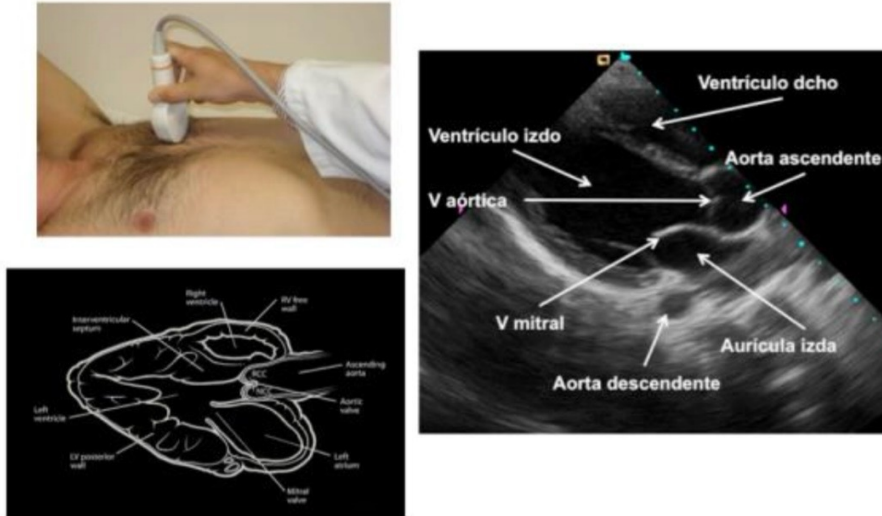 Ventrículo dcho
Ventrículo izdo
Aorta ascendente
V aórtica
V mitral
Aurícula izda
Aorta descendente
Right
ventricle
RV free
wall
Interventricular
septum
RCC
Ascending
aorta
NCC
Aortic
valve
Left
ventricle
LV posterior
wall
Left
atrium
Mitral
valve